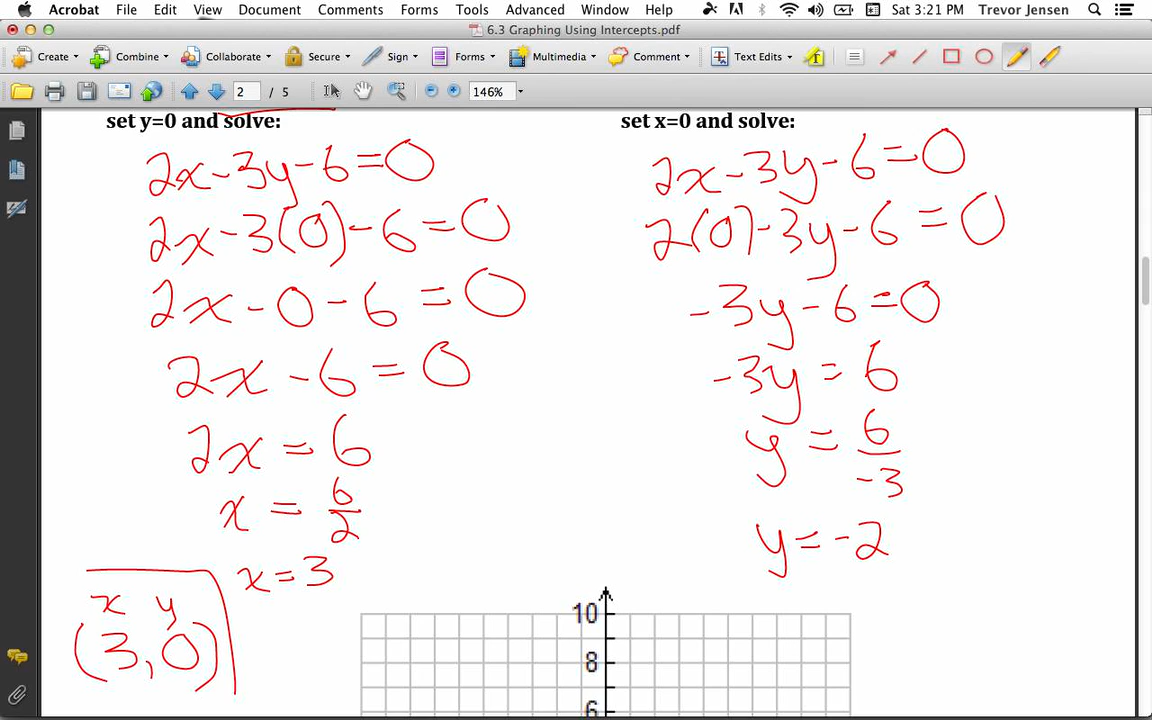 Acrobat File Edit View Document Comments Forms Tools Advanced Window Help Sat 3:21 PM Trevor Jensen
6.3 Graphing Using Intercepts.pdf
Create Combine Collaborate Secure Sign Forms Multimedia Comment Text Edits
2 / 5 146%
set y=0 and solve:
2x-3y-6=0
2x-3(0)-6=0
2x-0-6=0
2x-6=0
2x=6
x=6/2
x=3
x y
(3,0)
set x=0 and solve:
2x-3y-6=0
2(0)-3y-6=0
-3y-6=0
-3y=6
y=6/-3
y=-2
10
8
6